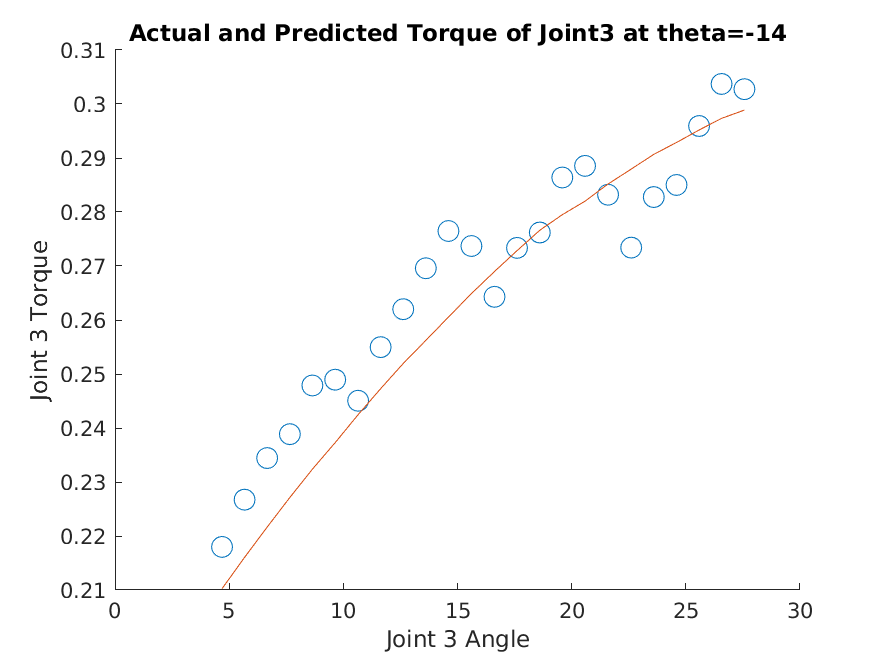 Actual and Predicted Torque of Joint3 at theta=-14
0.31
0.3
0.29
0.28
0.27
0.26
0.25
0.24
0.23
0.22
0.21
Joint 3 Torque
0 5 10 15 20 25 30
Joint 3 Angle